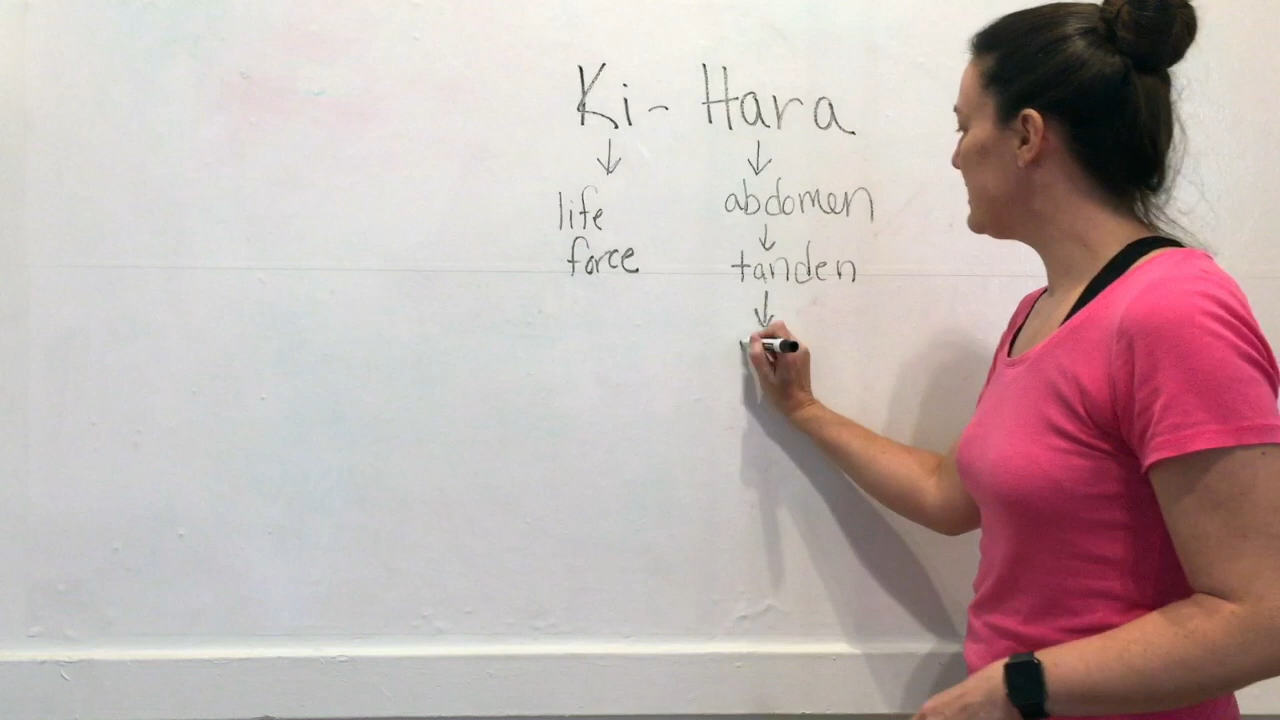 Ki- Hara
↓ ↓
life abdomen
↓
force tanden
↓